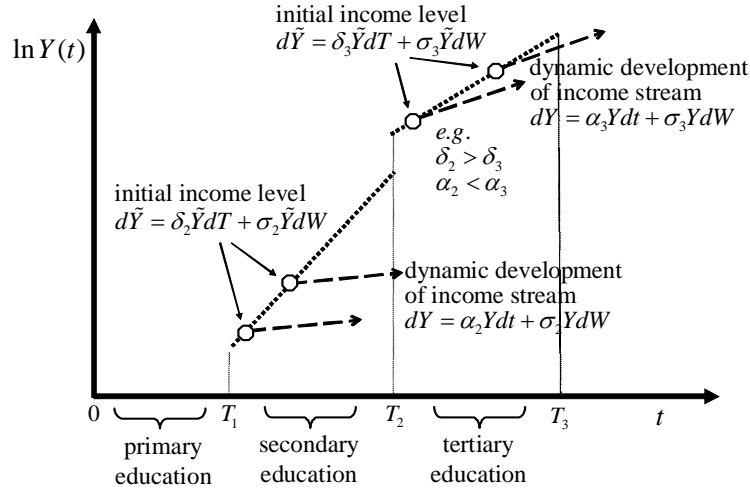 ln Y(t)
initial income level
dỸ = δ₃ỸdT + σ₃ỸdW
dynamic development
of income stream
dY = α₃Ydt + σ₃YdW
e.g.
δ₂ > δ₃
α₂ < α₃
initial income level
dỸ = δ₂ỸdT + σ₂ỸdW
dynamic development
of income stream
dY = α₂Ydt + σ₂YdW
0 T₁ T₂ T₃ t
primary
education
secondary
education
tertiary
education